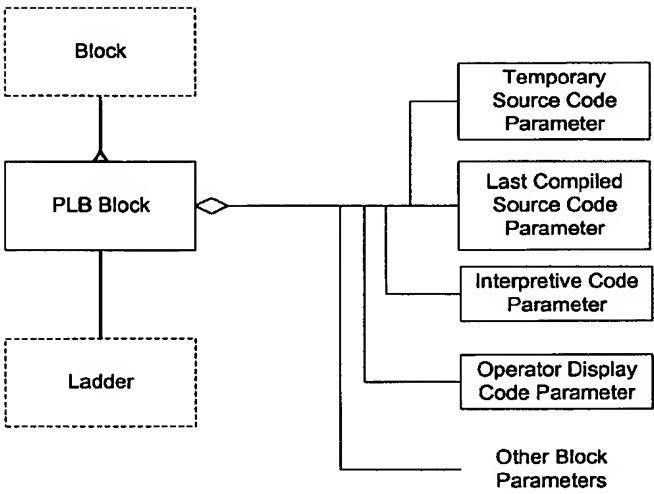 Block
PLB Block
Ladder
Temporary
Source Code
Parameter
Last Compiled
Source Code
Parameter
Interpretive Code
Parameter
Operator Display
Code Parameter
Other Block
Parameters